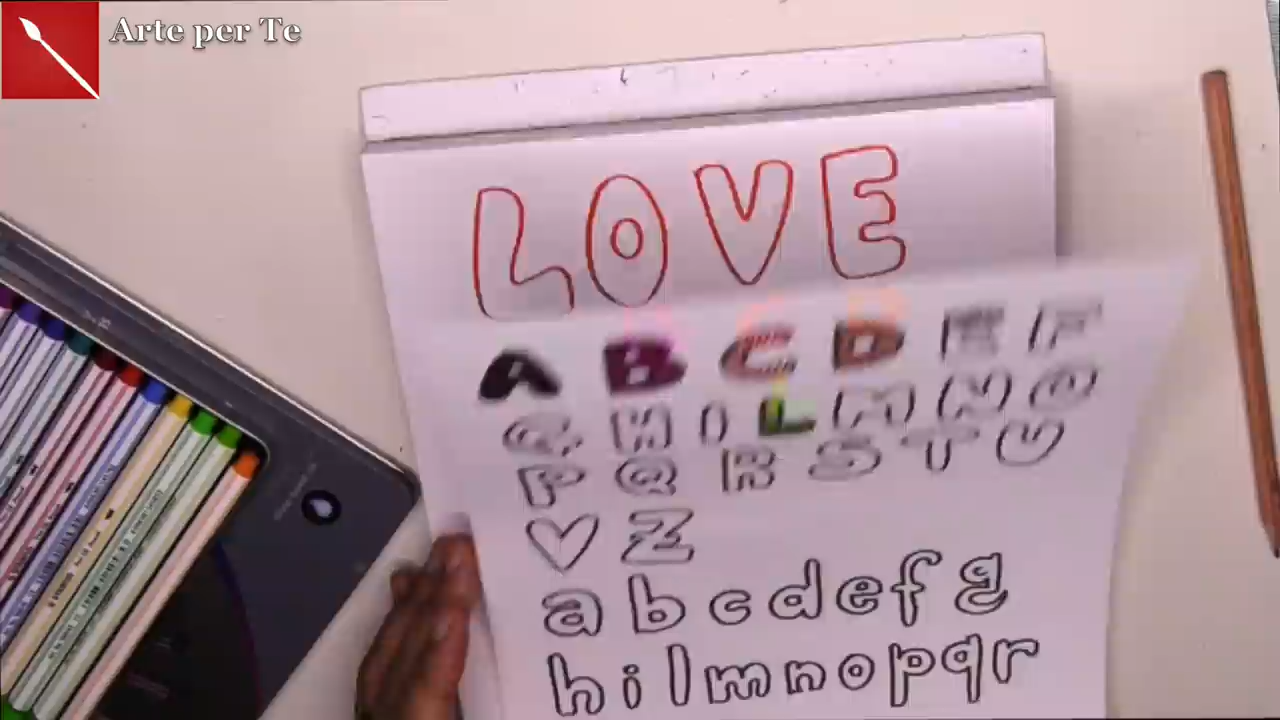 Arte per Te
LOVE
A B C D E F
G H I L M N O
P Q R S T U
V Z
a b c d e f g
h i l m n o p q r